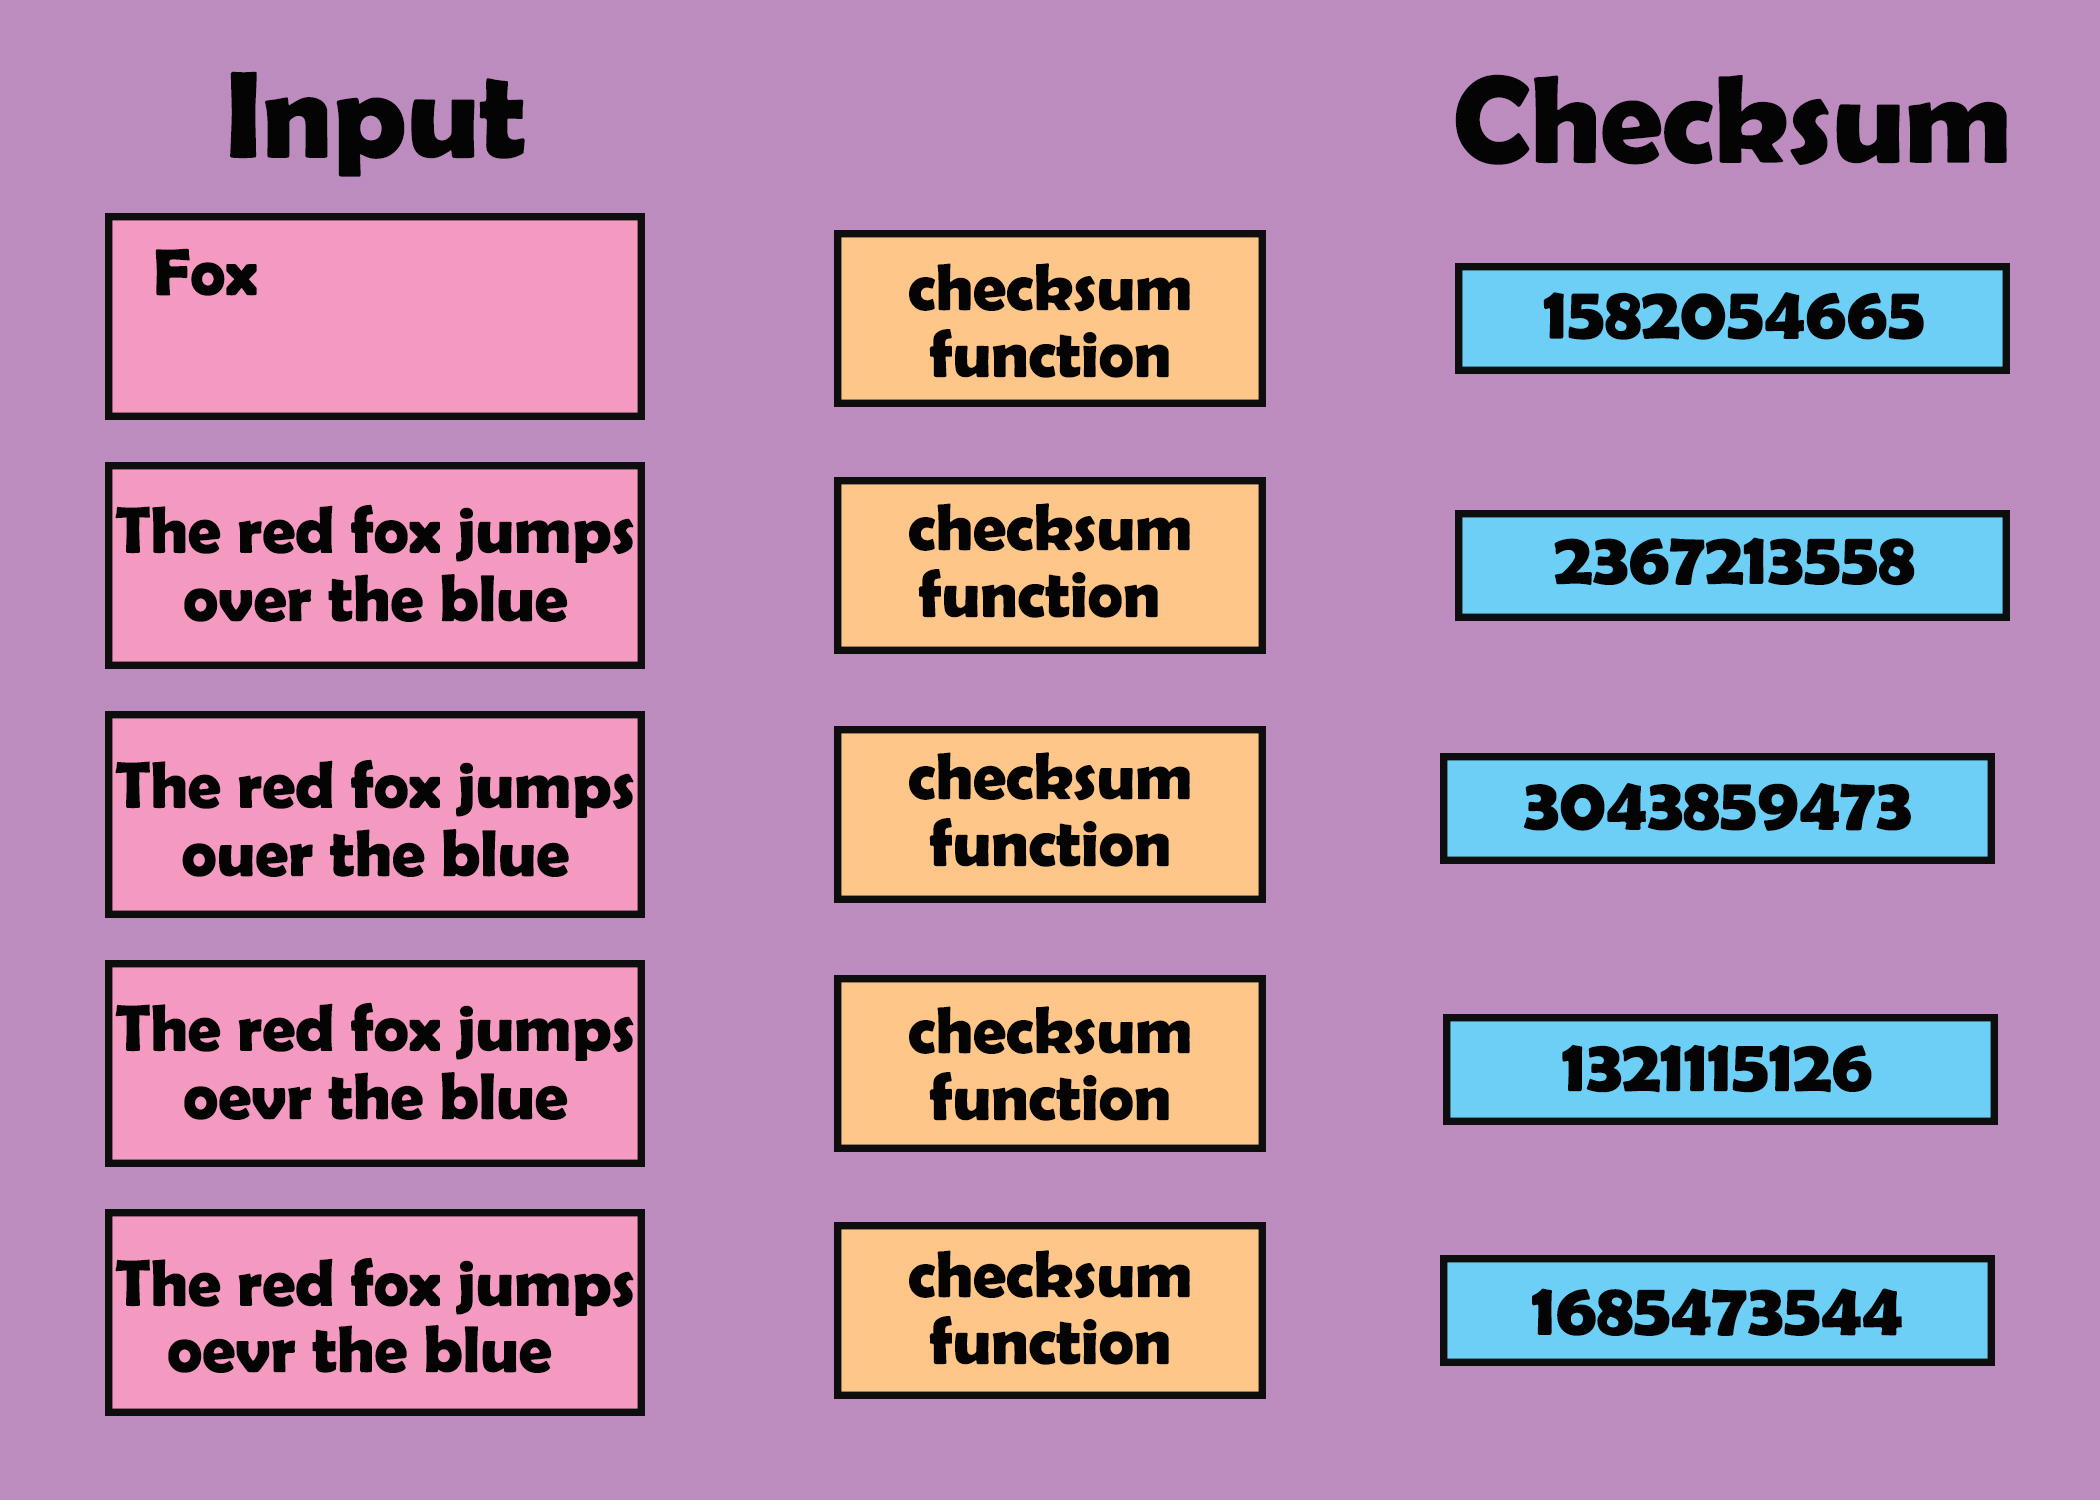 Input
Checksum
Fox
checksum
function
1582054665
The red fox jumps
over the blue
checksum
function
2367213558
The red fox jumps
ouer the blue
checksum
function
3043859473
The red fox jumps
oevr the blue
checksum
function
1321115126
The red fox jumps
oevr the blue
checksum
function
1685473544